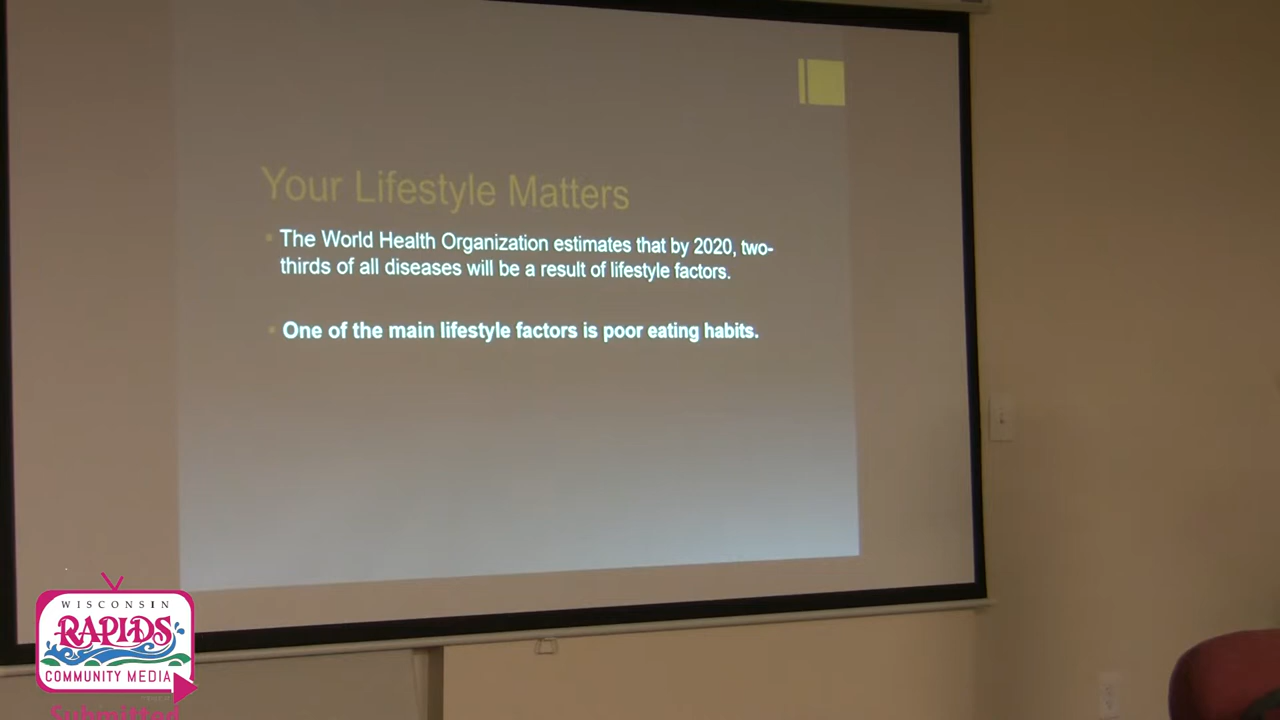 Your Lifestyle Matters
The World Health Organization estimates that by 2020, two-
thirds of all diseases will be a result of lifestyle factors.
One of the main lifestyle factors is poor eating habits.
WISCONSIN
RAPIDS
COMMUNITY MEDIA
Submitted